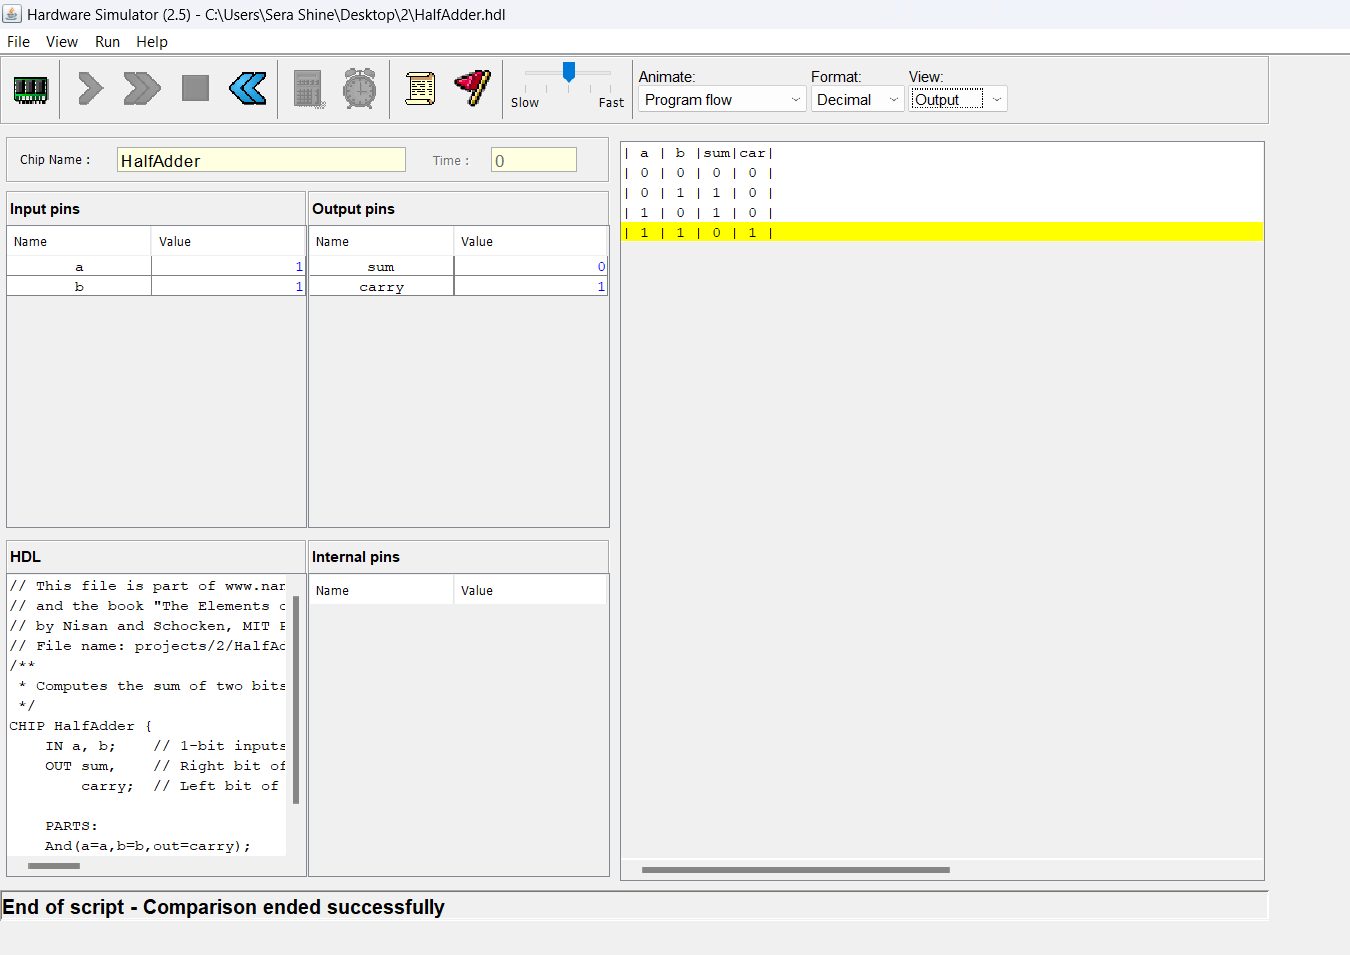 Hardware Simulator (2.5) - C:\Users\Sera Shine\Desktop\2\HalfAdder.hdl
File View Run Help
Slow Fast
Animate: Format: View:
Program flow Decimal Output
Chip Name : HalfAdder Time : 0
Input pins
Name Value
a 1
b 1
Output pins
Name Value
sum 0
carry 1
| a | b |sum|car|
| 0 | 0 | 0 | 0 |
| 0 | 1 | 1 | 0 |
| 1 | 0 | 1 | 0 |
| 1 | 1 | 0 | 1 |
HDL
// This file is part of www.nan
// and the book "The Elements o
// by Nisan and Schocken, MIT P
// File name: projects/2/HalfAd
/**
* Computes the sum of two bits
*/
CHIP HalfAdder {
IN a, b; // 1-bit inputs
OUT sum, // Right bit of
carry; // Left bit of
PARTS:
And(a=a,b=b,out=carry);
Internal pins
Name Value
End of script - Comparison ended successfully